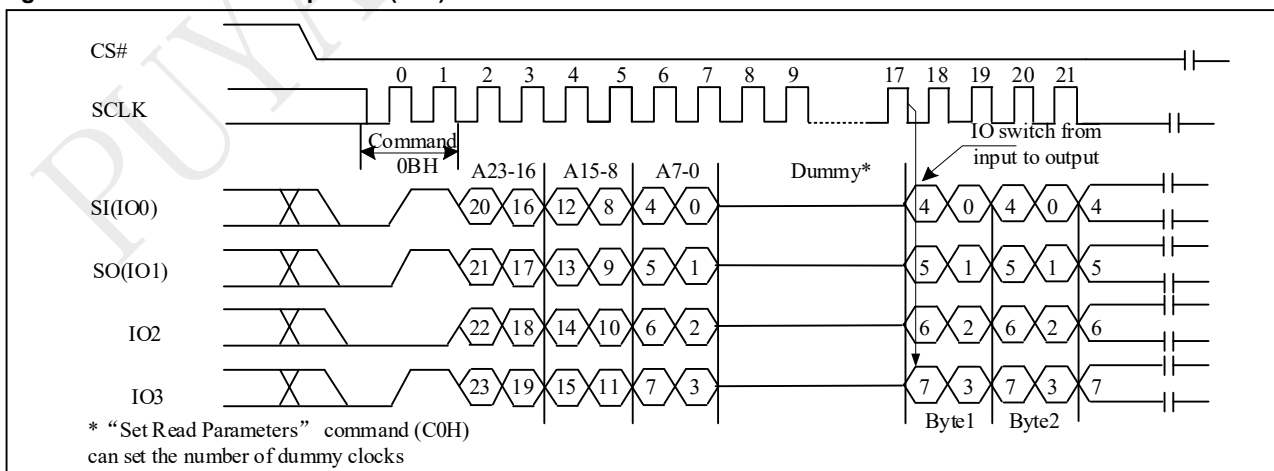 PUYA
CS#
0 1 2 3 4 5 6 7 8 9 17 18 19 20 21
SCLK
IO switch from
input to output
Command
0BH
A23-16 A15-8 A7-0 Dummy*
SI(IO0) 20 16 12 8 4 0 4 0 4 0 4
SO(IO1) 21 17 13 9 5 1 5 1 5 1 5
IO2 22 18 14 10 6 2 6 2 6 2 6
IO3 23 19 15 11 7 3 7 3 7 3 7
Byte1 Byte2
* “Set Read Parameters” command (C0H)
can set the number of dummy clocks